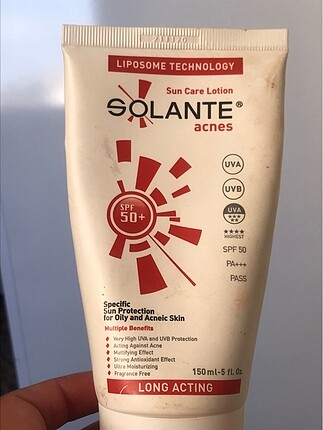 LIPOSOME TECHNOLOGY
Sun Care Lotion
SOLANTE®
acnes
UVA
UVB
UVA
HIGHEST
SPF 50
PA+++
PASS
SPF
50+
Specific
Sun Protection
for Oily and Acneic Skin
Multiple Benefits
Very High UVA and UVB Protection
Acting Against Acne
Mattifying Effect
Strong Antioxidant Effect
Ultra Moisturizing
Fragrance Free
150 ml-5 fl. Oz.
LONG ACTING